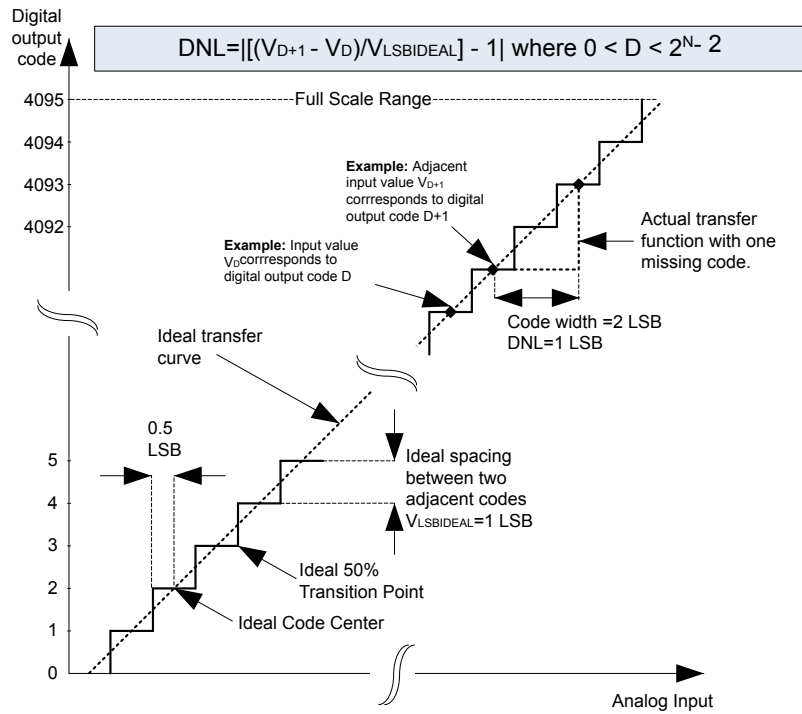 Digital
output
code
DNL=|[(VD+1 - VD)/VLSBIDEAL] - 1| where 0 < D < 2^N- 2
4095
Full Scale Range
4094
4093
4092
Example: Adjacent
input value VD+1
corrresponds to digital
output code D+1
Example: Input value
VDcorrresponds to
digital output code D
Actual transfer
function with one
missing code.
Code width =2 LSB
DNL=1 LSB
Ideal transfer
curve
0.5
LSB
5
4
3
2
1
0
Ideal spacing
between two
adjacent codes
VLSBIDEAL=1 LSB
Ideal 50%
Transition Point
Ideal Code Center
Analog Input